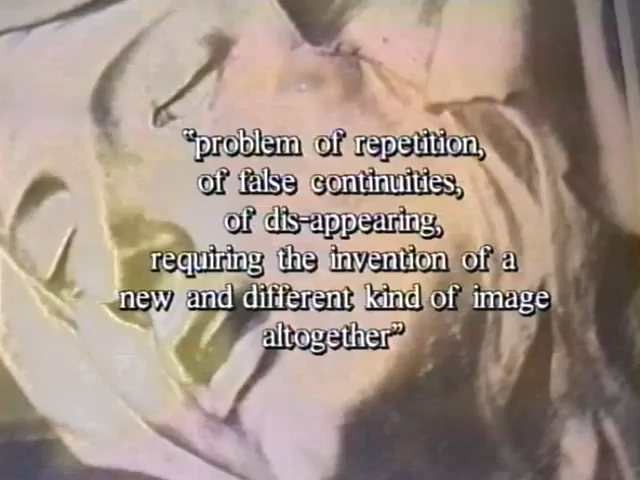 “problem of repetition,
of false continuities,
of dis-appearing,
requiring the invention of a
new and different kind of image
altogether”